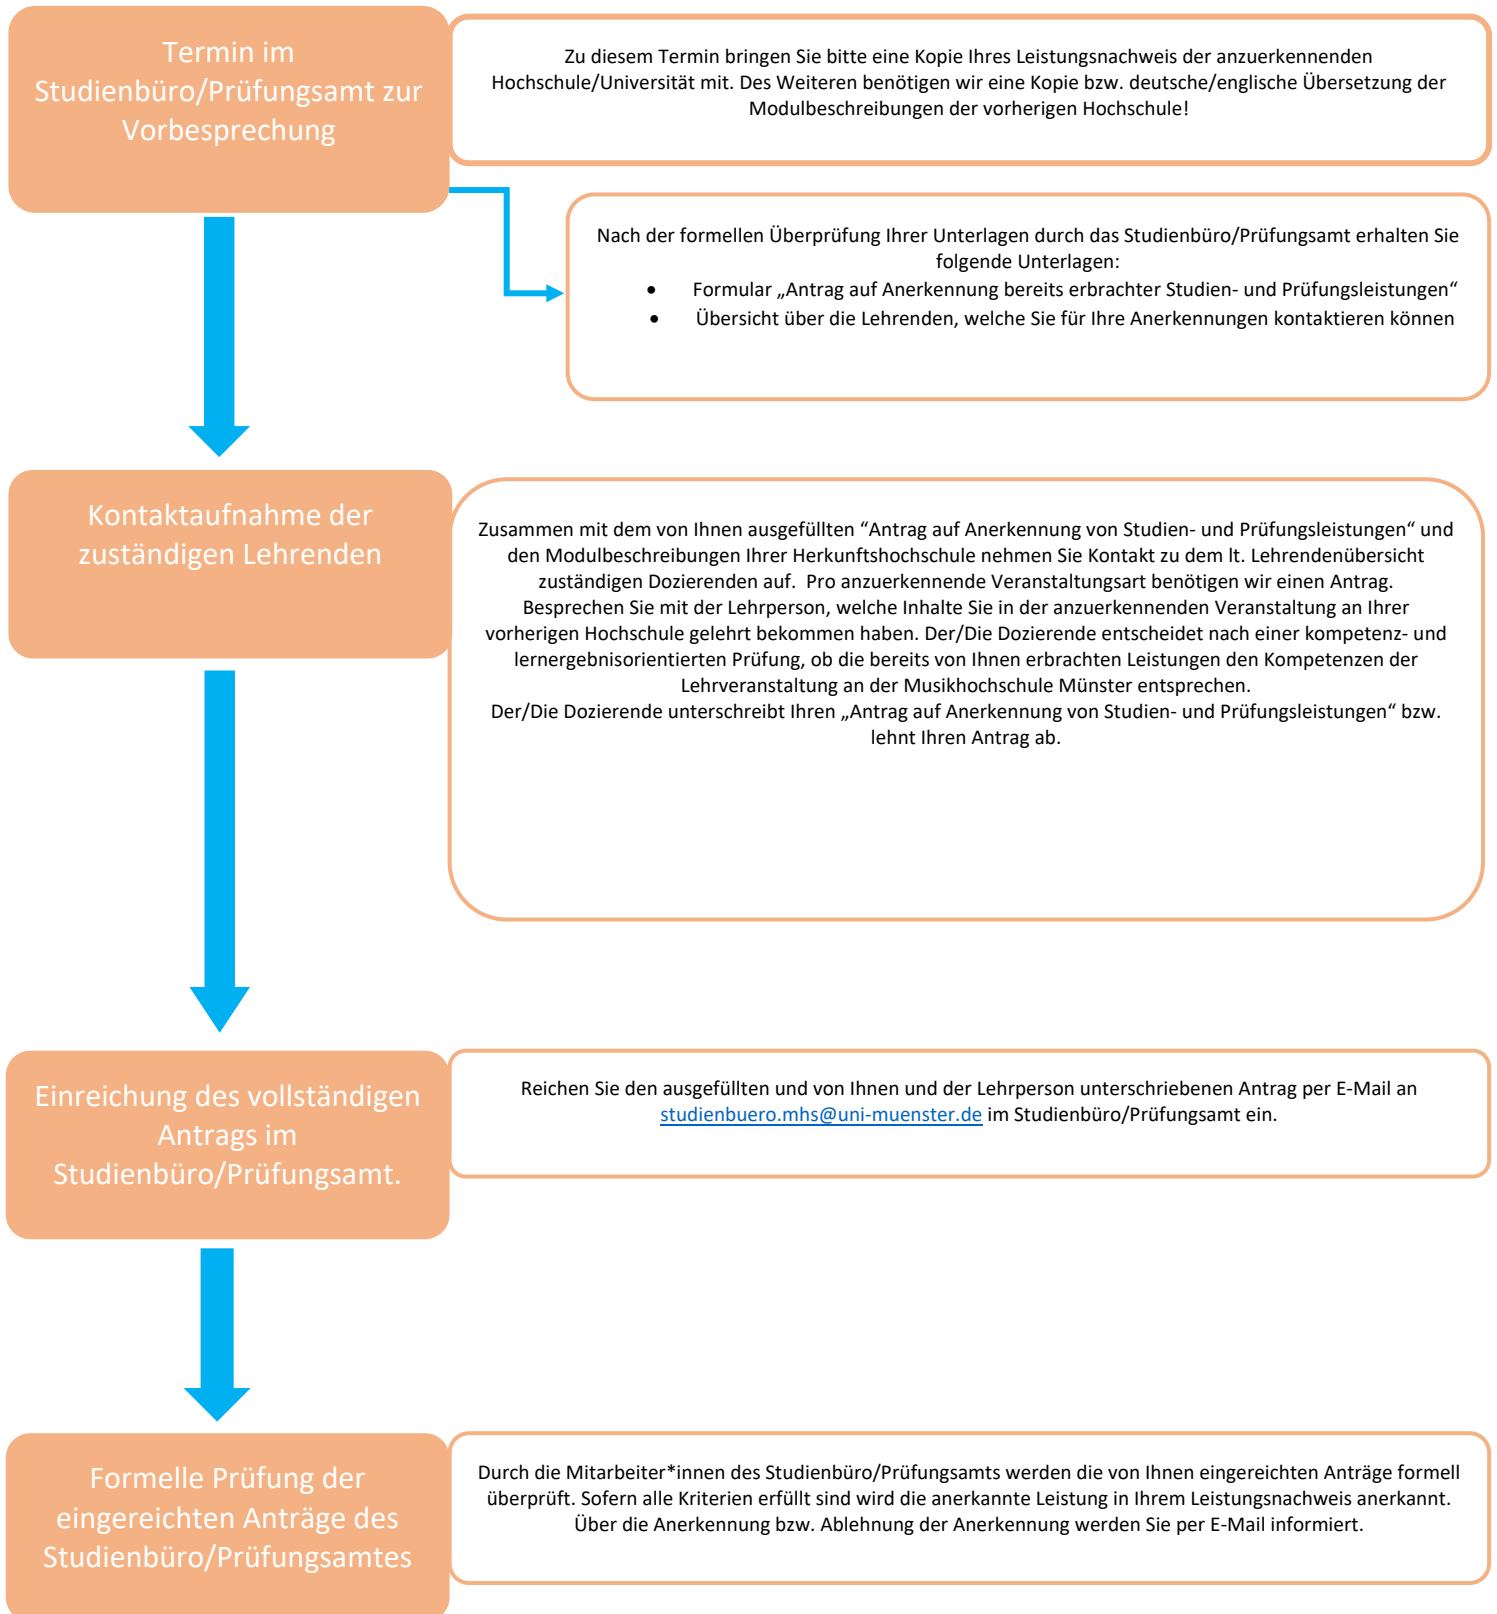 Termin im
Studienbüro/Prüfungsamt zur
Vorbesprechung
Zu diesem Termin bringen Sie bitte eine Kopie Ihres Leistungsnachweis der anzuerkennenden
Hochschule/Universität mit. Des Weiteren benötigen wir eine Kopie bzw. deutsche/englische Übersetzung der
Modulbeschreibungen der vorherigen Hochschule!
Nach der formellen Überprüfung Ihrer Unterlagen durch das Studienbüro/Prüfungsamt erhalten Sie
folgende Unterlagen:
• Formular „Antrag auf Anerkennung bereits erbrachter Studien- und Prüfungsleistungen“
• Übersicht über die Lehrenden, welche Sie für Ihre Anerkennungen kontaktieren können
Kontaktaufnahme der
zuständigen Lehrenden
Zusammen mit dem von Ihnen ausgefüllten “Antrag auf Anerkennung von Studien- und Prüfungsleistungen“ und
den Modulbeschreibungen Ihrer Herkunftshochschule nehmen Sie Kontakt zu dem lt. Lehrendenübersicht
zuständigen Dozierenden auf.  Pro anzuerkennende Veranstaltungsart benötigen wir einen Antrag.
Besprechen Sie mit der Lehrperson, welche Inhalte Sie in der anzuerkennenden Veranstaltung an Ihrer
vorherigen Hochschule gelehrt bekommen haben. Der/Die Dozierende entscheidet nach einer kompetenz- und
lernergebnisorientierten Prüfung, ob die bereits von Ihnen erbrachten Leistungen den Kompetenzen der
Lehrveranstaltung an der Musikhochschule Münster entsprechen.
Der/Die Dozierende unterschreibt Ihren „Antrag auf Anerkennung von Studien- und Prüfungsleistungen“ bzw.
lehnt Ihren Antrag ab.
Einreichung des vollständigen
Antrags im
Studienbüro/Prüfungsamt.
Reichen Sie den ausgefüllten und von Ihnen und der Lehrperson unterschriebenen Antrag per E-Mail an
studienbuero.mhs@uni-muenster.de im Studienbüro/Prüfungsamt ein.
Formelle Prüfung der
eingereichten Anträge des
Studienbüro/Prüfungsamtes
Durch die Mitarbeiter*innen des Studienbüro/Prüfungsamts werden die von Ihnen eingereichten Anträge formell
überprüft. Sofern alle Kriterien erfüllt sind wird die anerkannte Leistung in Ihrem Leistungsnachweis anerkannt.
Über die Anerkennung bzw. Ablehnung der Anerkennung werden Sie per E-Mail informiert.